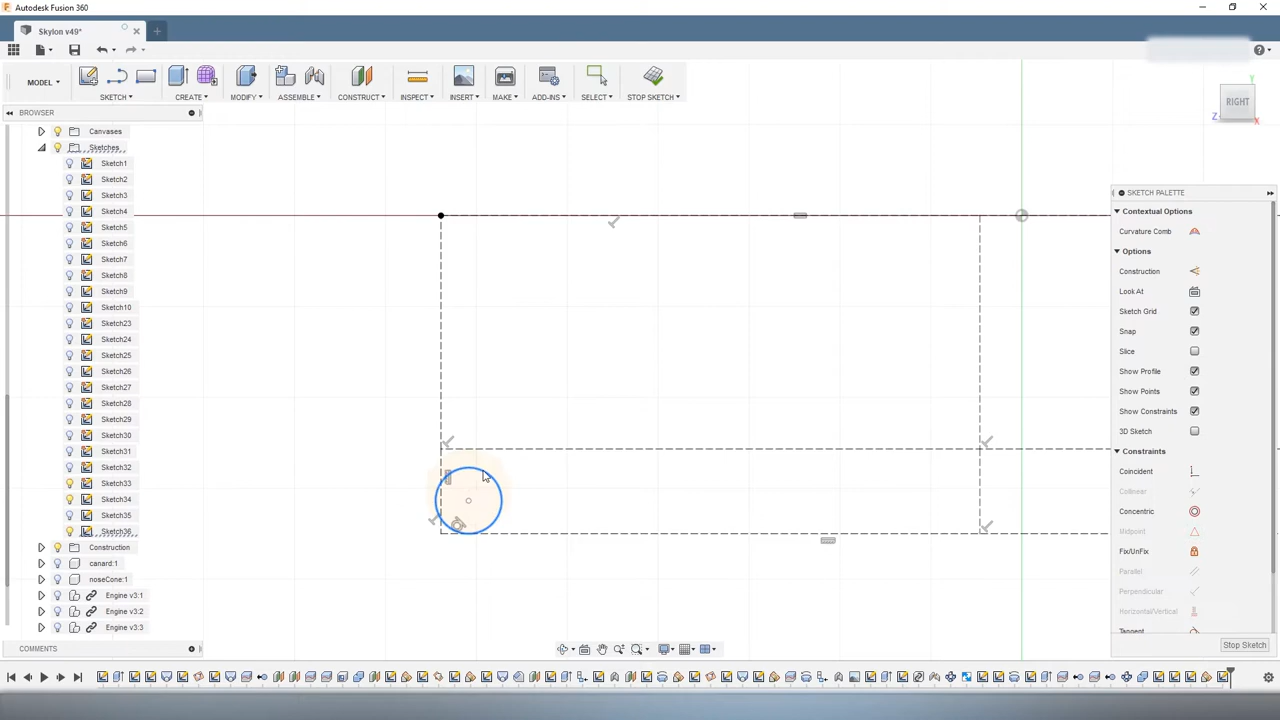 Autodesk Fusion 360
Skylon v49*
MODEL
SKETCH
CREATE
MODIFY
ASSEMBLE
CONSTRUCT
INSPECT
INSERT
MAKE
ADD-INS
SELECT
STOP SKETCH
BROWSER
Canvases
Sketches
Sketch1
Sketch2
Sketch3
Sketch4
Sketch5
Sketch6
Sketch7
Sketch8
Sketch9
Sketch10
Sketch23
Sketch24
Sketch25
Sketch26
Sketch27
Sketch28
Sketch29
Sketch30
Sketch31
Sketch32
Sketch33
Sketch34
Sketch35
Sketch36
Construction
canard:1
noseCone:1
Engine v3:1
Engine v3:2
Engine v3:3
COMMENTS
Y
RIGHT
Z
X
SKETCH PALETTE
Contextual Options
Curvature Comb
Options
Construction
Look At
Sketch Grid
Snap
Slice
Show Profile
Show Points
Show Constraints
3D Sketch
Constraints
Coincident
Collinear
Concentric
Midpoint
Fix/UnFix
Parallel
Perpendicular
Horizontal/Vertical
Tangent
Stop Sketch